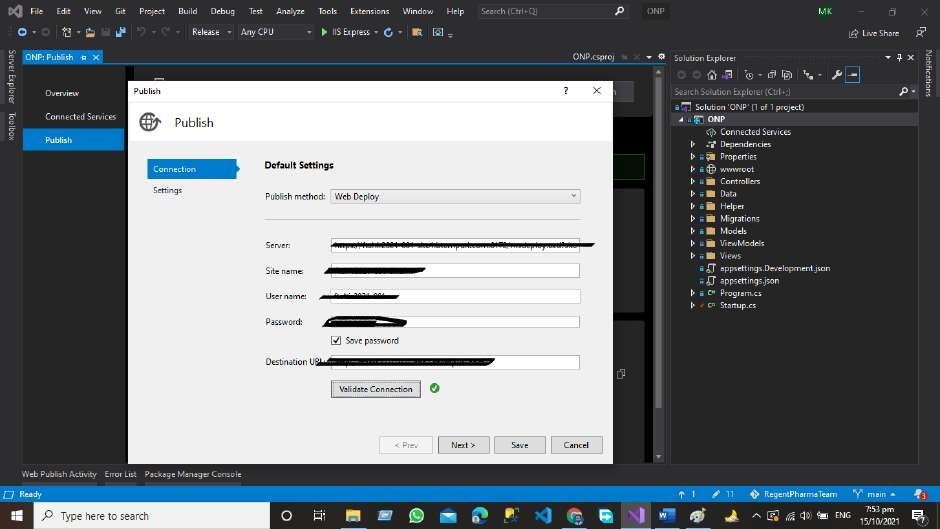 File Edit View Git Project Build Debug Test Analyze Tools Extensions Window Help Search (Ctrl+Q) ONP MK
Release Any CPU IIS Express Live Share
Server Explorer
Toolbox
ONP: Publish ONP.csproj
Overview
Connected Services
Publish
Publish ?
Publish
Connection
Settings
Default Settings
Publish method: Web Deploy
Server:
Site name:
User name:
Password:
Save password
Destination URL
Validate Connection
< Prev Next > Save Cancel
Solution Explorer
Search Solution Explorer (Ctrl+;)
Solution 'ONP' (1 of 1 project)
ONP
Connected Services
Dependencies
Properties
wwwroot
Controllers
Data
Helper
Migrations
Models
ViewModels
Views
appsettings.Development.json
appsettings.json
Program.cs
Startup.cs
Notifications
Web Publish Activity Error List Package Manager Console
Ready 1 11 RegentPharmaTeam main
Type here to search ENG 7:53 pm
15/10/2021